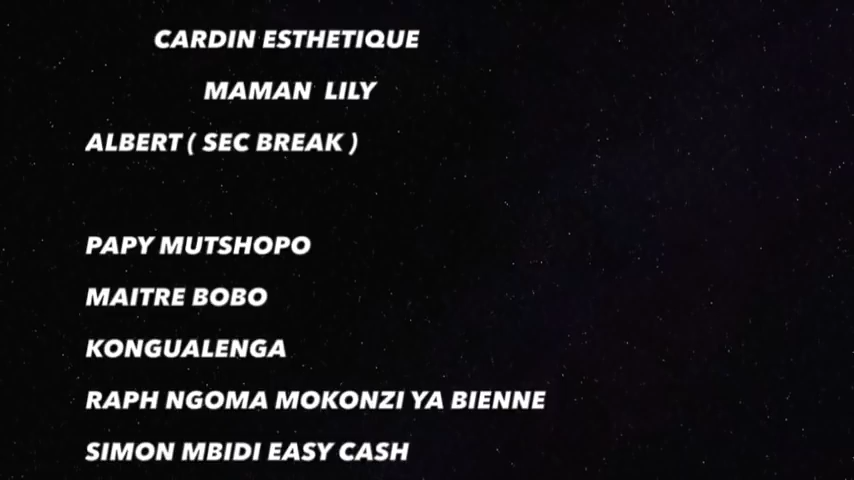 CARDIN ESTHETIQUE
MAMAN LILY
ALBERT ( SEC BREAK )
PAPY MUTSHOPO
MAITRE BOBO
KONGUALENGA
RAPH NGOMA MOKONZI YA BIENNE
SIMON MBIDI EASY CASH